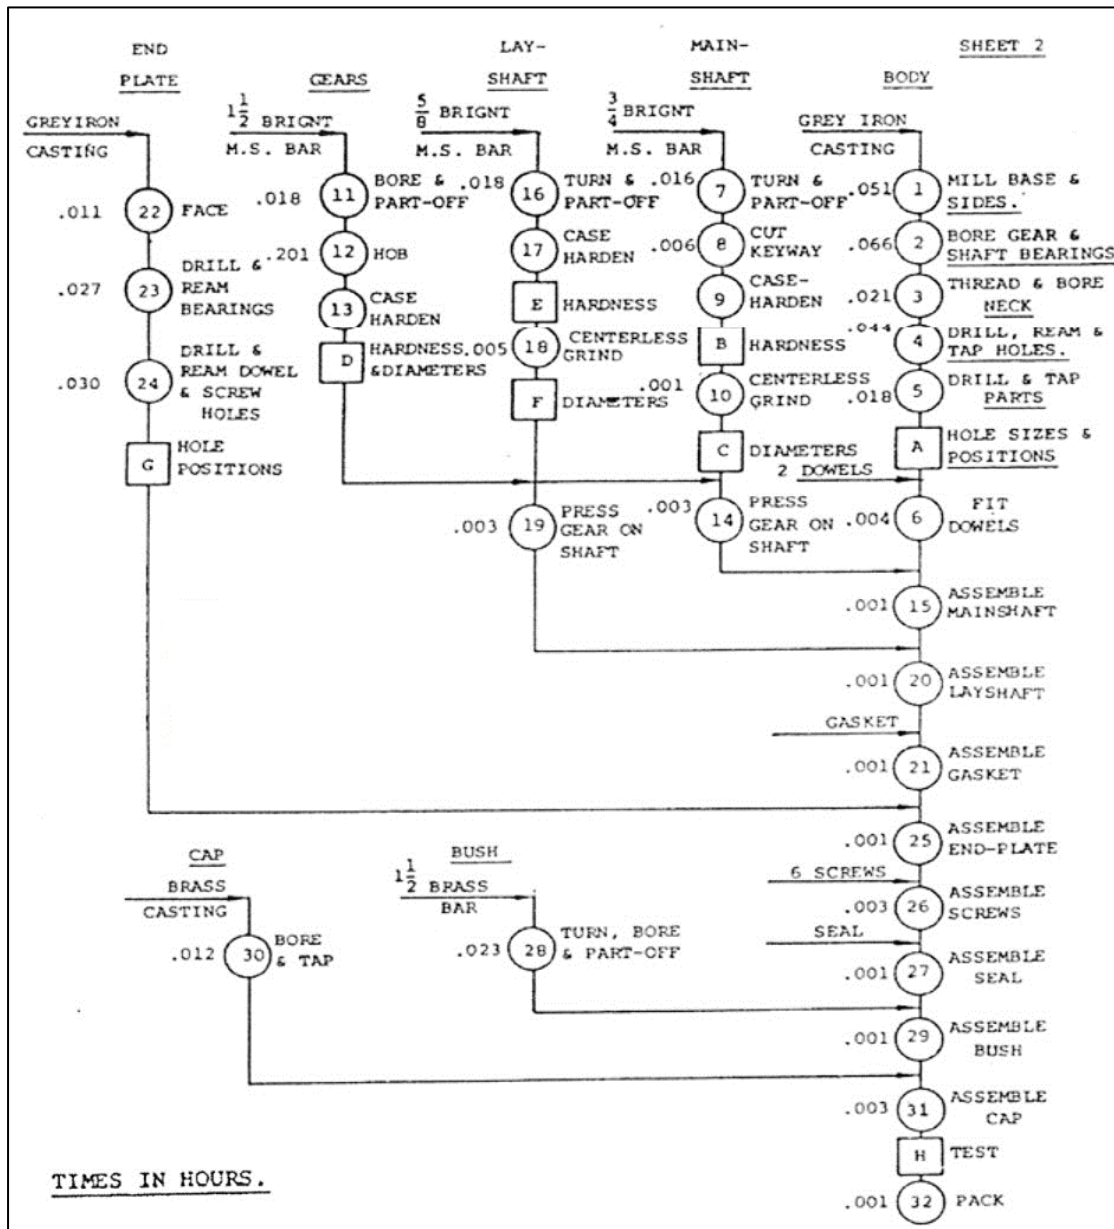 SHEET 2
END
PLATE
GREYIRON
CASTING
.011 22 FACE
.027 23 DRILL &
REAM
BEARINGS
.030 24 DRILL &
REAM DOWEL
& SCREW
HOLES
G HOLE
POSITIONS
GEARS
1 1/2 BRIGNT
M.S. BAR
.018 11 BORE &
PART-OFF
.201 12 HOB
13 CASE
HARDEN
D HARDNESS
&DIAMETERS
LAY-
SHAFT
5/8 BRIGNT
M.S. BAR
.018 16 TURN &
PART-OFF
17 CASE
HARDEN
E HARDNESS
.005 18 CENTERLESS
GRIND
F DIAMETERS
.003 19 PRESS
GEAR ON
SHAFT
MAIN-
SHAFT
3/4 BRIGNT
M.S. BAR
.016 7 TURN &
PART-OFF
.006 8 CUT
KEYWAY
9 CASE-
HARDEN
B HARDNESS
.001 10 CENTERLESS
GRIND
C DIAMETERS
.003 14 PRESS
GEAR ON
SHAFT
BODY
GREY IRON
CASTING
.051 1 MILL BASE &
SIDES.
.066 2 BORE GEAR &
SHAFT BEARINGS
.021 3 THREAD & BORE
NECK
.044 4 DRILL, REAM &
TAP HOLES.
.018 5 DRILL & TAP
PARTS
A HOLE SIZES &
POSITIONS
2 DOWELS
.004 6 FIT
DOWELS
.001 15 ASSEMBLE
MAINSHAFT
.001 20 ASSEMBLE
LAYSHAFT
GASKET
.001 21 ASSEMBLE
GASKET
.001 25 ASSEMBLE
END-PLATE
6 SCREWS
.003 26 ASSEMBLE
SCREWS
SEAL
.001 27 ASSEMBLE
SEAL
.001 29 ASSEMBLE
BUSH
.003 31 ASSEMBLE
CAP
H TEST
.001 32 PACK
CAP
BRASS
CASTING
.012 30 BORE
& TAP
BUSH
1 1/2 BRASS
BAR
.023 28 TURN, BORE
& PART-OFF
TIMES IN HOURS.